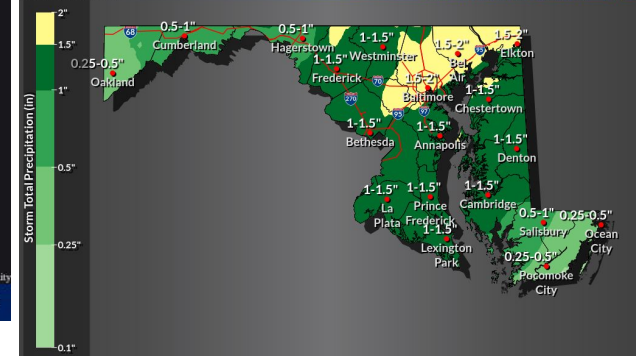 2"
1.5"
1"
0.5"
0.25"
0.1"
Storm Total Precipitation (in)
68
0.5-1"
Cumberland
0.25-0.5"
Oakland
0.5-1"
Hagerstown
1-1.5"
Westminster
1-1.5"
Frederick
70
270
1.5-2"
Bel
Air
95
1.5-2"
Elkton
1.5-2"
Baltimore
95
97
1-1.5"
Chestertown
1-1.5"
Bethesda
1-1.5"
Annapolis
1-1.5"
Denton
1-1.5"
La
Plata
1-1.5"
Prince
Frederick
1-1.5"
Lexington
Park
1-1.5"
Cambridge
0.5-1"
Salisbury
0.25-0.5"
Ocean
City
0.25-0.5"
Pocomoke
City
ity